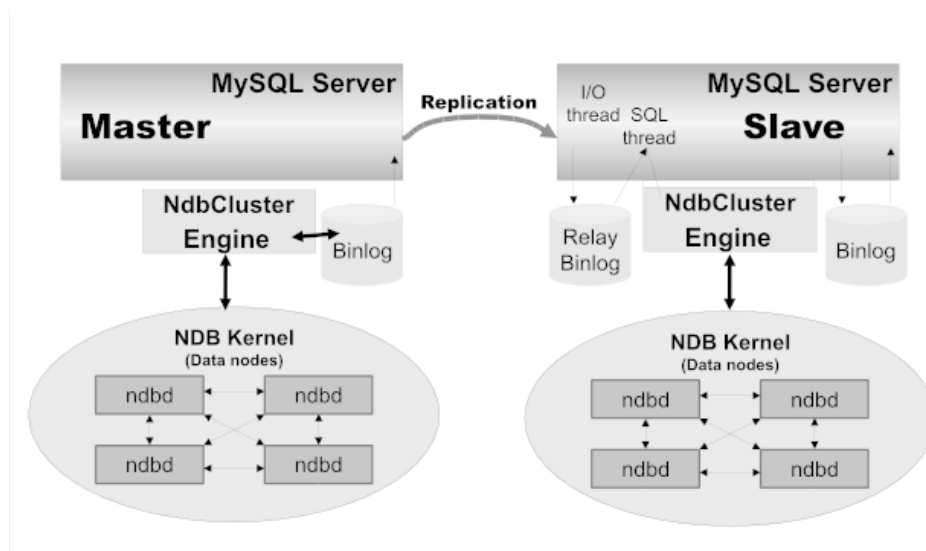 MySQL Server
Master
Replication
MySQL Server
I/O
thread
SQL
thread
Slave
NdbCluster
Engine
Binlog
Relay
Binlog
NdbCluster
Engine
Binlog
NDB Kernel
(Data nodes)
ndbd
ndbd
ndbd
ndbd
NDB Kernel
(Data nodes)
ndbd
ndbd
ndbd
ndbd